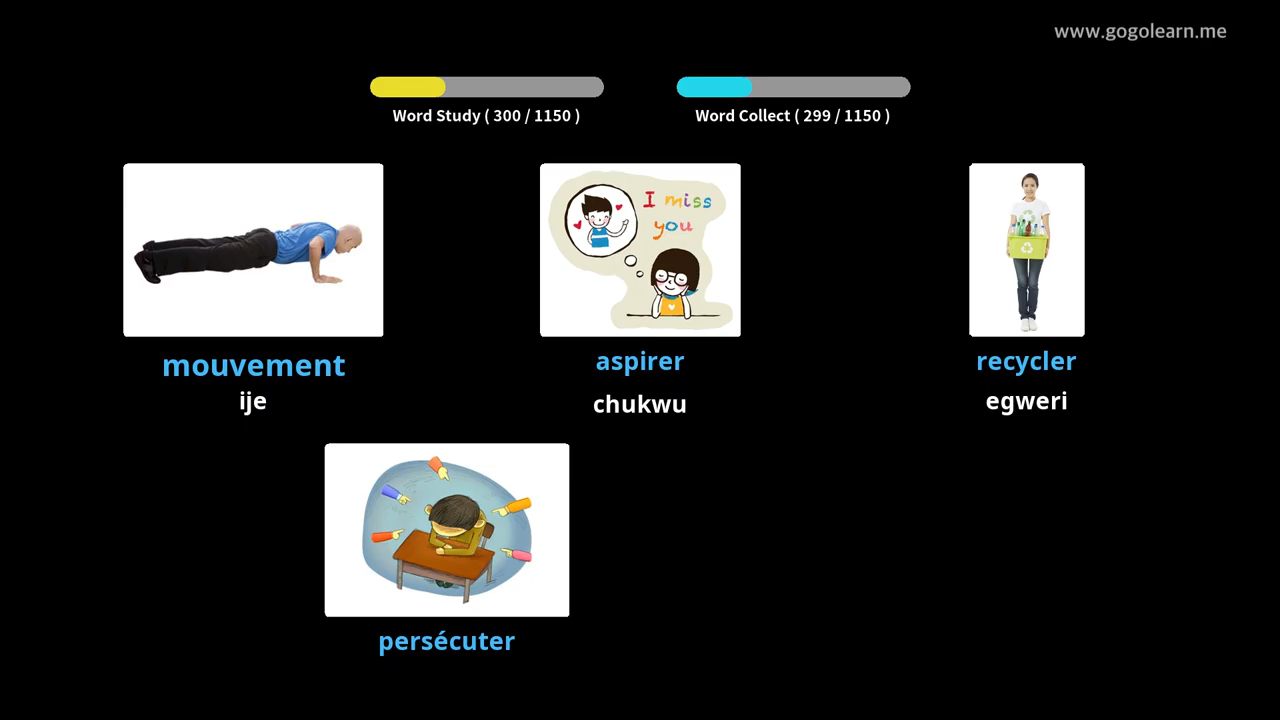 www.gogolearn.me
Word Study ( 300 / 1150 )
Word Collect ( 299 / 1150 )
I miss
you
mouvement
aspirer
recycler
ije
chukwu
egweri
persécuter